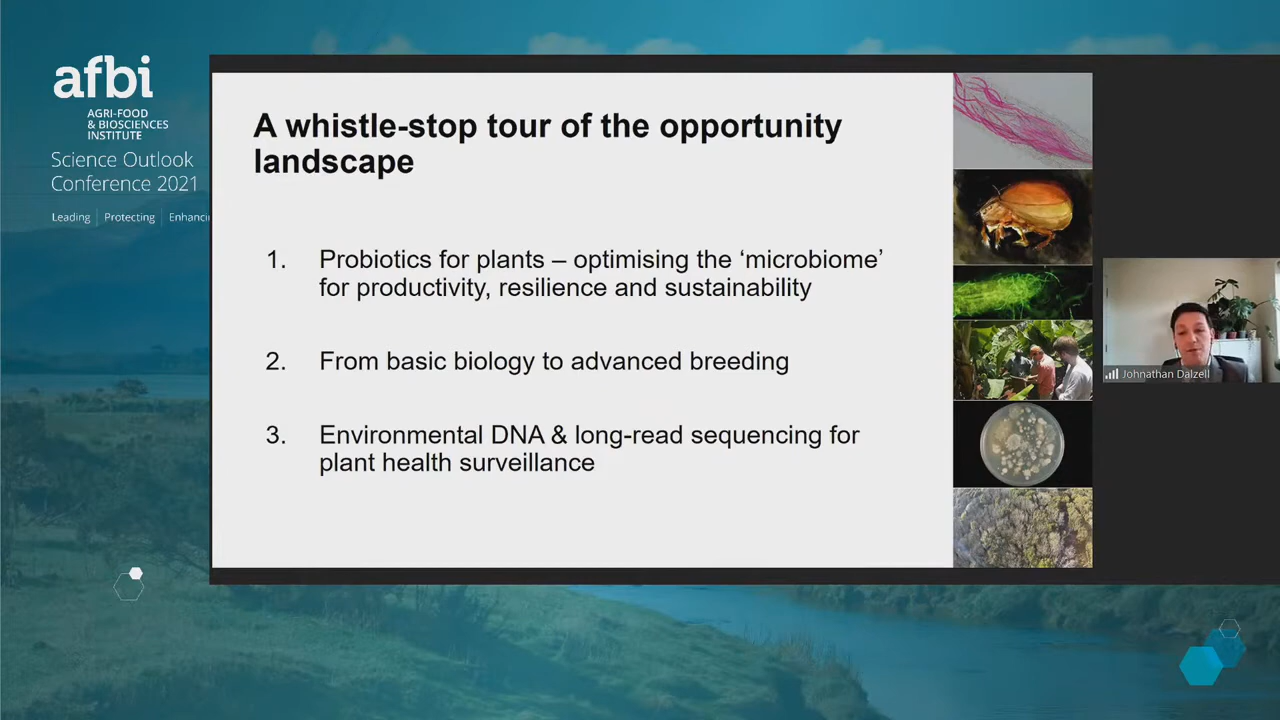 afbi
AGRI-FOOD
& BIOSCIENCES
INSTITUTE
Science Outlook
Conference 2021
Leading Protecting Enhancin
A whistle-stop tour of the opportunity
landscape
1. Probiotics for plants – optimising the ‘microbiome’
for productivity, resilience and sustainability
2. From basic biology to advanced breeding
3. Environmental DNA & long-read sequencing for
plant health surveillance
Johnathan Dalzell